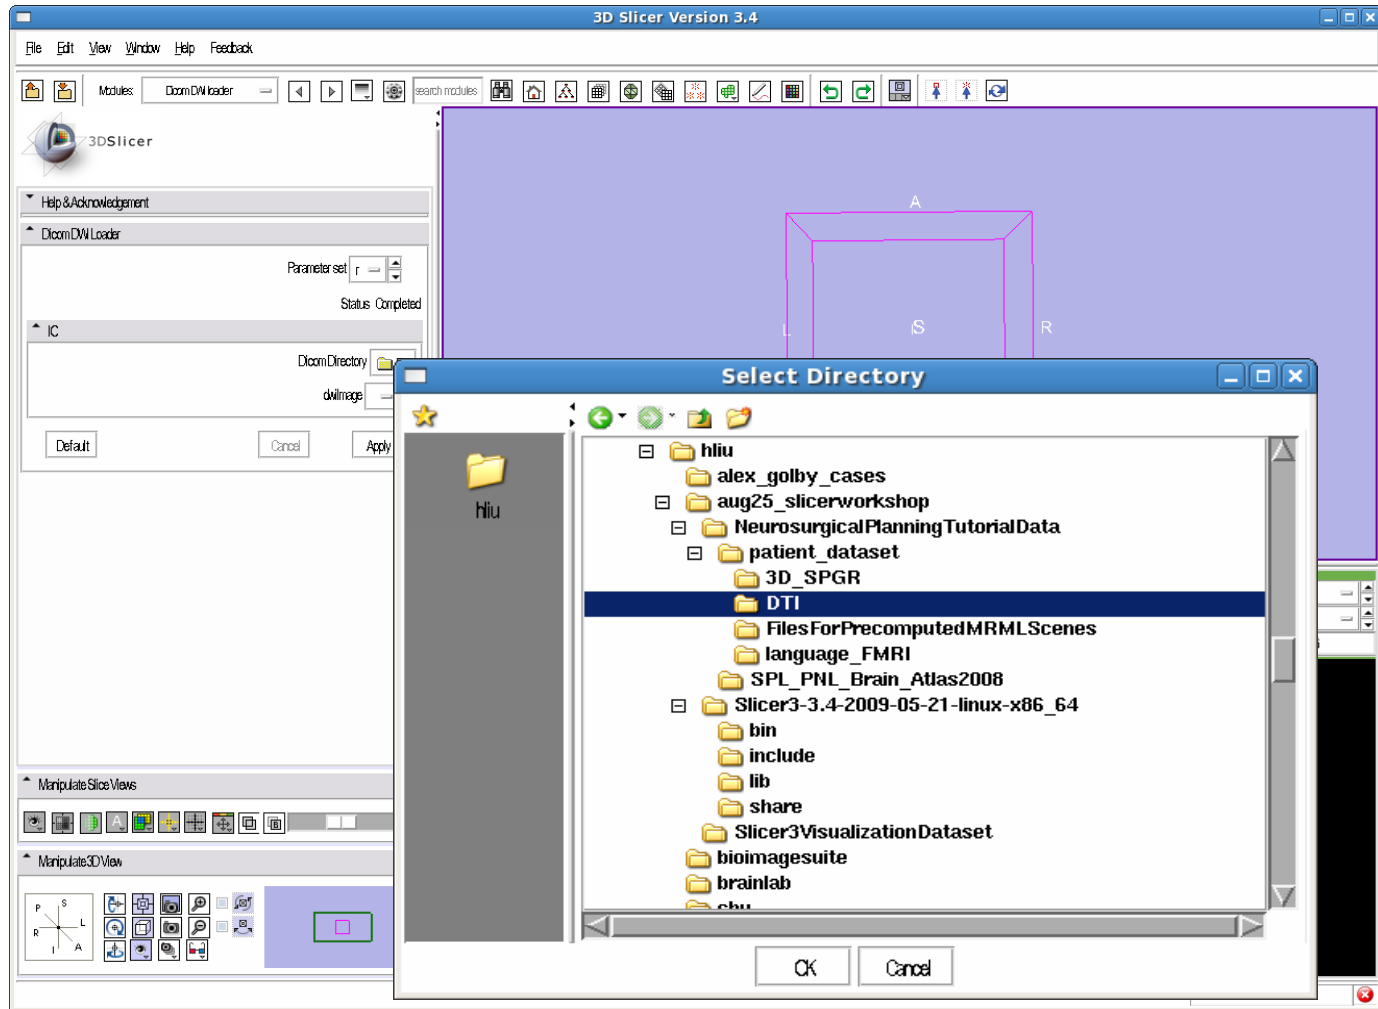 3D Slicer Version 3.4
File Edit View Window Help Feedback
Modules: Dicom DWI loader search modules
3DSlicer
Help & Acknowledgement
Dicom DWI Loader
Parameter set r
Status Completed
IO
Dicom Directory
dwiImage
Default Cancel Apply
A
L S R
Select Directory
hliu
hliu
alex_golby_cases
aug25_slicerworkshop
NeurosurgicalPlanningTutorialData
patient_dataset
3D_SPGR
DTI
FilesForPrecomputedMRMLScenes
language_FMRI
SPL_PNL_Brain_Atlas2008
Slicer3-3.4-2009-05-21-linux-x86_64
bin
include
lib
share
Slicer3VisualizationDataset
bioimagesuite
brainlab
OK Cancel
Manipulate Slice Views
A
B
Manipulate 3D View
P S
R L
I A